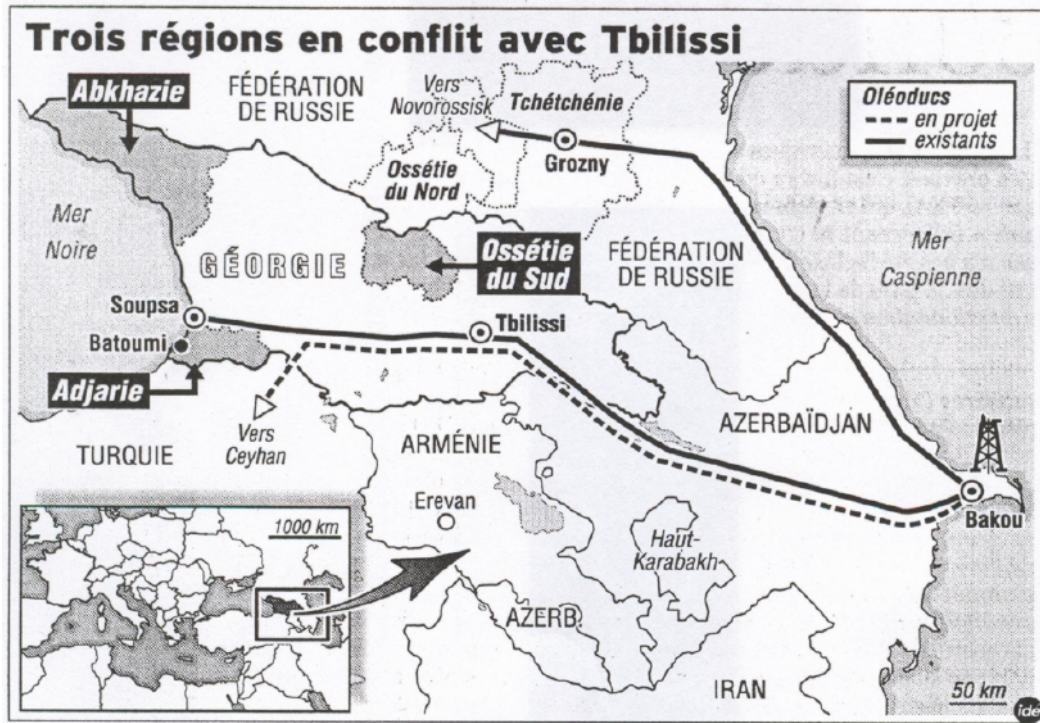 Trois régions en conflit avec Tbilissi
Abkhazie
FÉDÉRATION
DE RUSSIE
Vers
Novorossisk
Tchétchénie
Grozny
Oléoducs
en projet
existants
Ossétie
du Nord
Mer
Noire
GÉORGIE
Ossétie
du Sud
FÉDÉRATION
DE RUSSIE
Mer
Caspienne
Soupsa
Tbilissi
Batoumi
Adjarie
Vers
Ceyhan
TURQUIE
ARMÉNIE
AZERBAÏDJAN
Erevan
Bakou
Haut-
Karabakh
1000 km
AZERB.
IRAN
50 km
idé